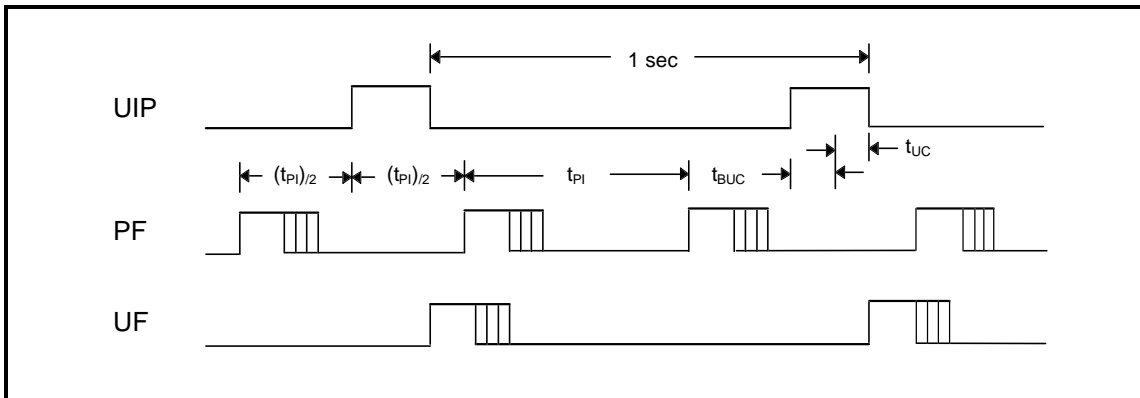 1 sec
UIP
tUC
(tPI)/2
(tPI)/2
tPI
tBUC
PF
UF